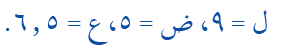 ل = ٩، ض = ٥، ع = ٥ , ٦.